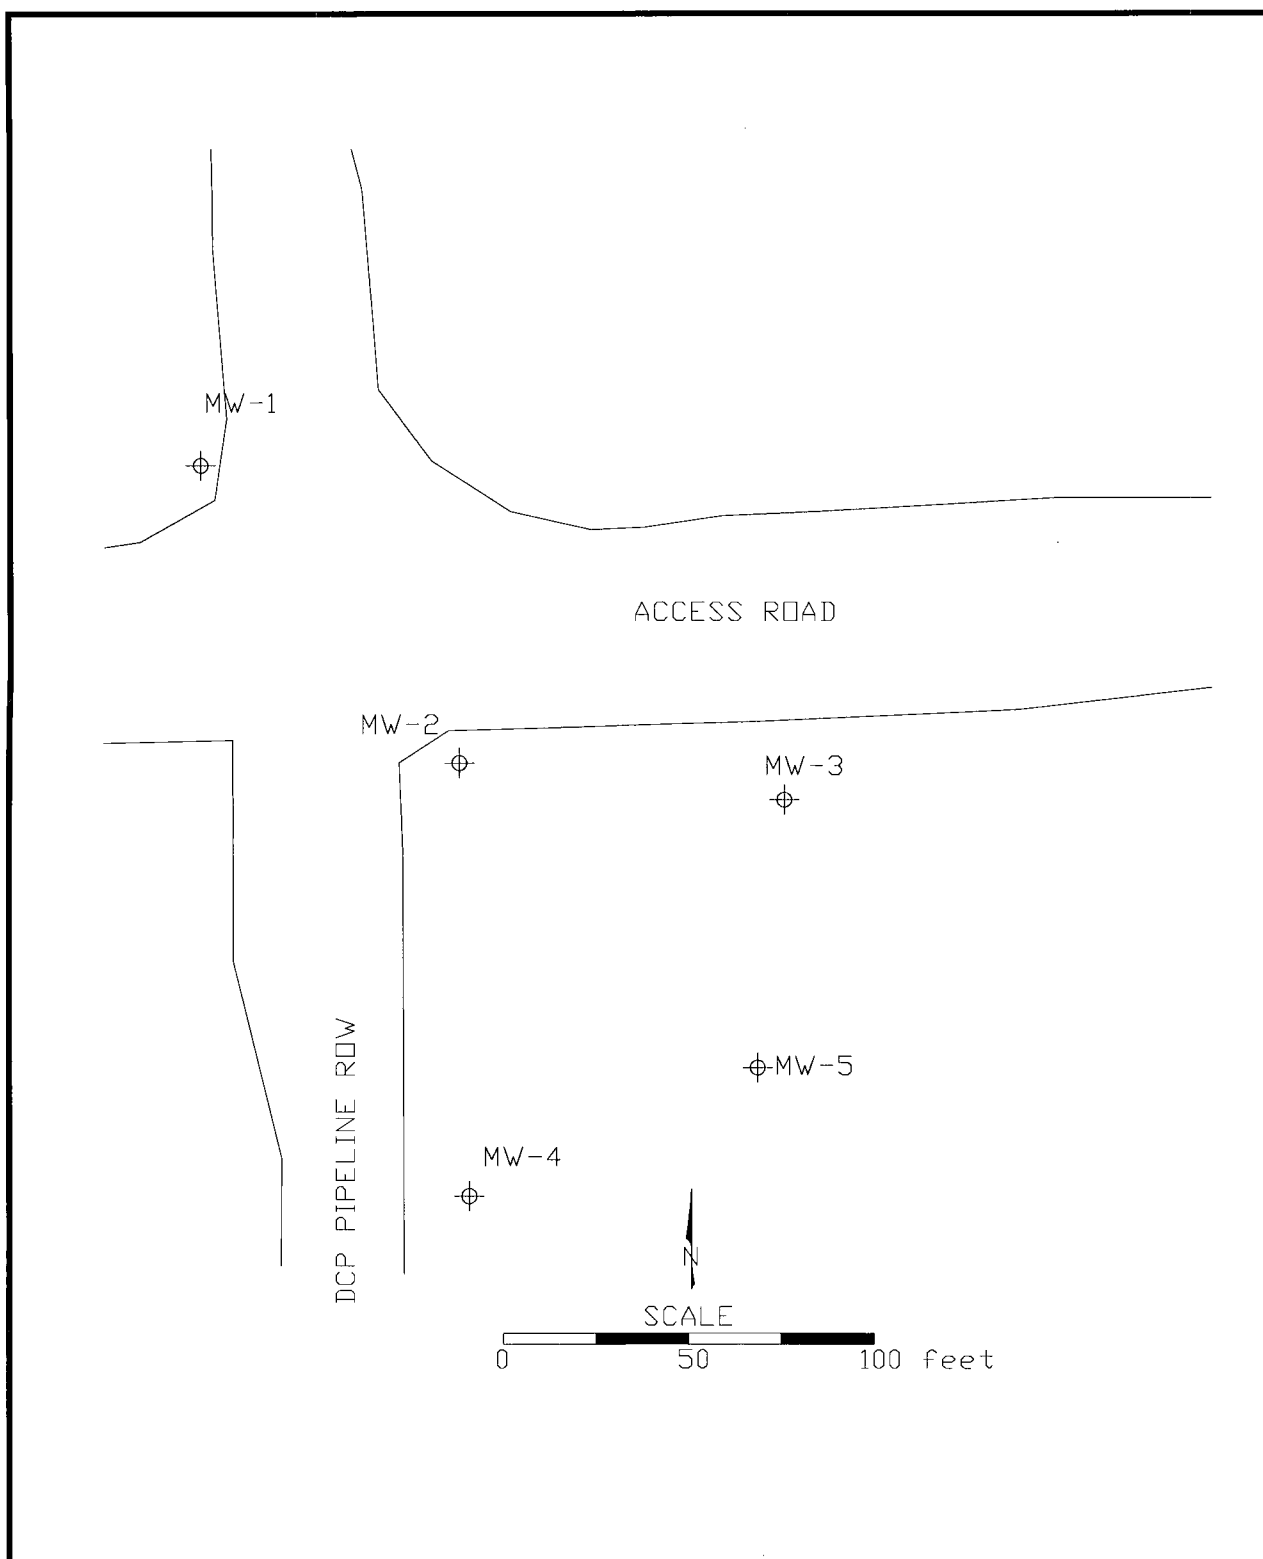 MW-1
ACCESS ROAD
MW-2
MW-3
MW-5
MW-4
DCP PIPELINE ROW
N
SCALE
0 50 100 feet